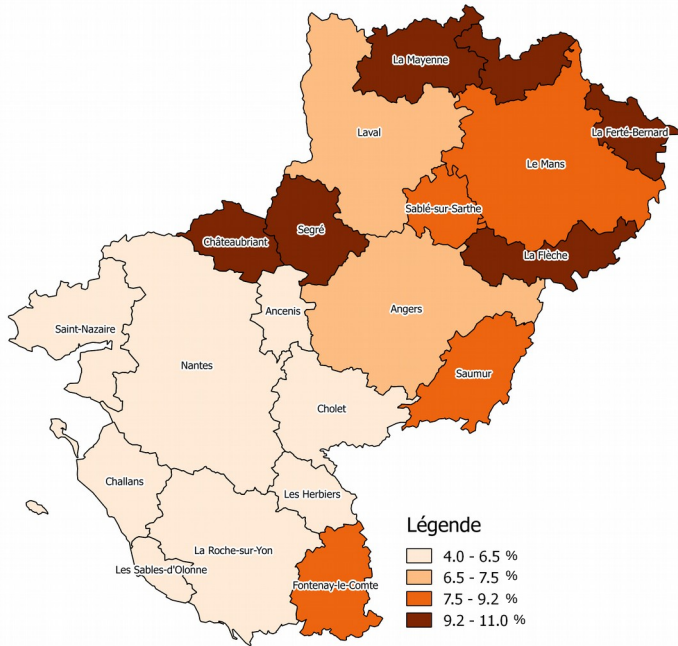 La Mayenne
Laval
La Ferté-Bernard
Le Mans
Sablé-sur-Sarthe
Segré
Châteaubriant
La Flèche
Ancenis
Angers
Saint-Nazaire
Nantes
Saumur
Cholet
Challans
Les Herbiers
La Roche-sur-Yon
Les Sables-d'Olonne
Fontenay-le-Comte
Légende
4.0 - 6.5 %
6.5 - 7.5 %
7.5 - 9.2 %
9.2 - 11.0 %